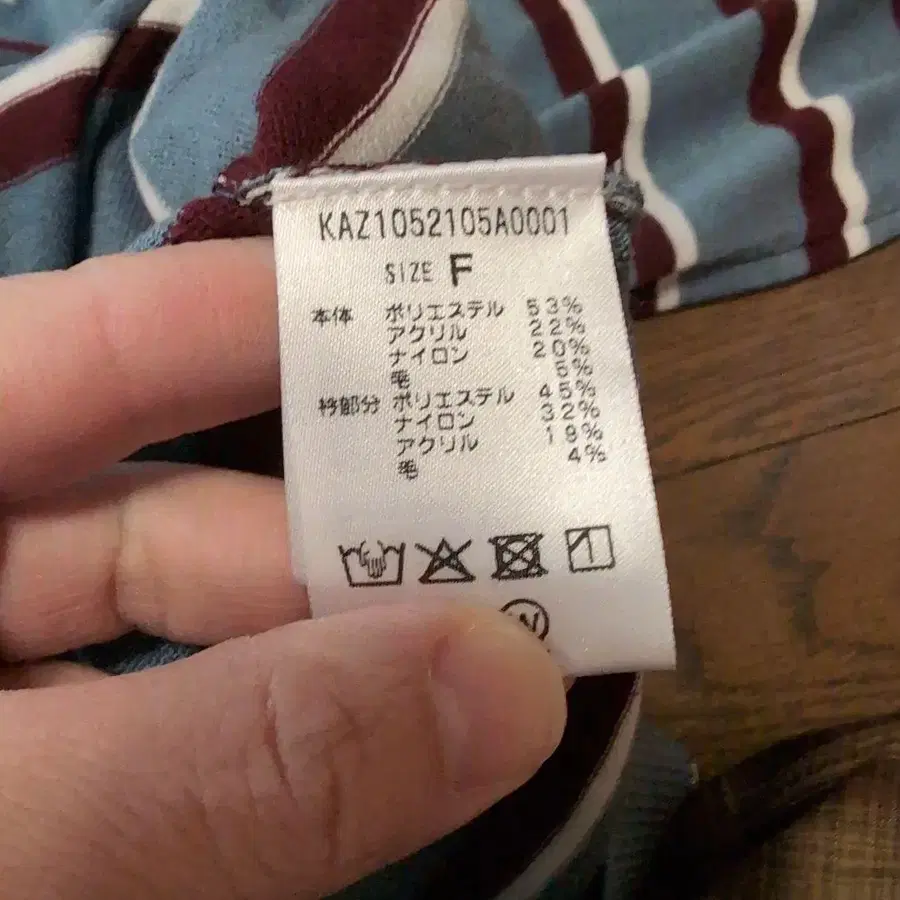 KAZ1052105A0001
SIZE F
本体 ポリエステル 53%
アクリル 22%
ナイロン 20%
毛 5%
衿部分 ポリエステル 45%
ナイロン 32%
アクリル 19%
毛 4%
W